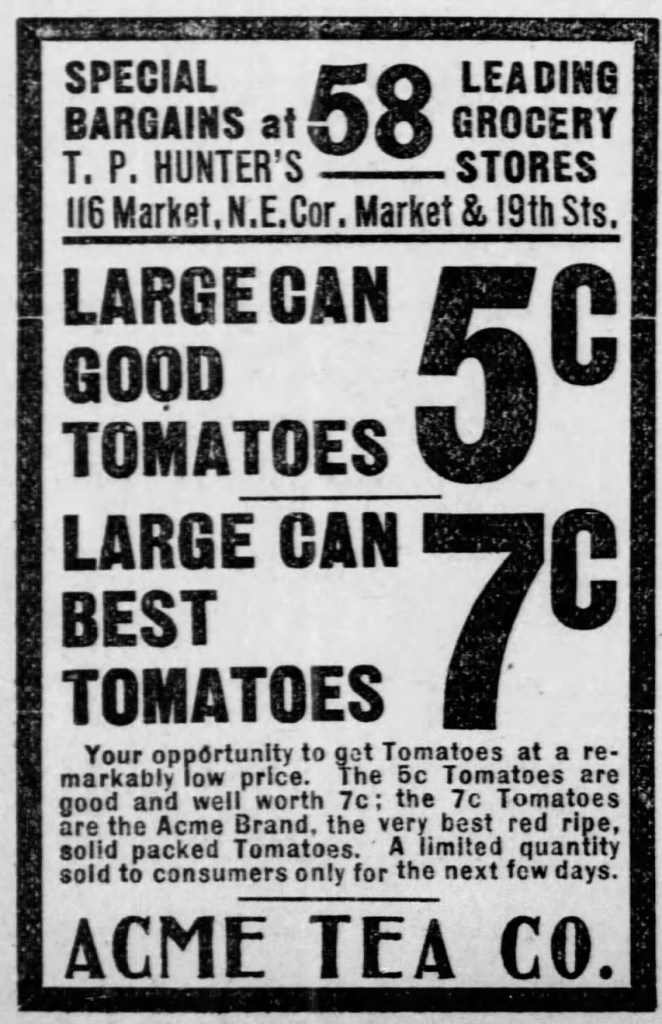 SPECIAL BARGAINS at 58 LEADING GROCERY STORES
T. P. HUNTER'S
116 Market, N.E. Cor. Market & 19th Sts.
LARGE CAN
GOOD
TOMATOES
5c
LARGE CAN
BEST
TOMATOES
7c
Your opportunity to get Tomatoes at a re-
markably low price. The 5c Tomatoes are
good and well worth 7c; the 7c Tomatoes
are the Acme Brand, the very best red ripe,
solid packed Tomatoes. A limited quantity
sold to consumers only for the next few days.
ACME TEA CO.